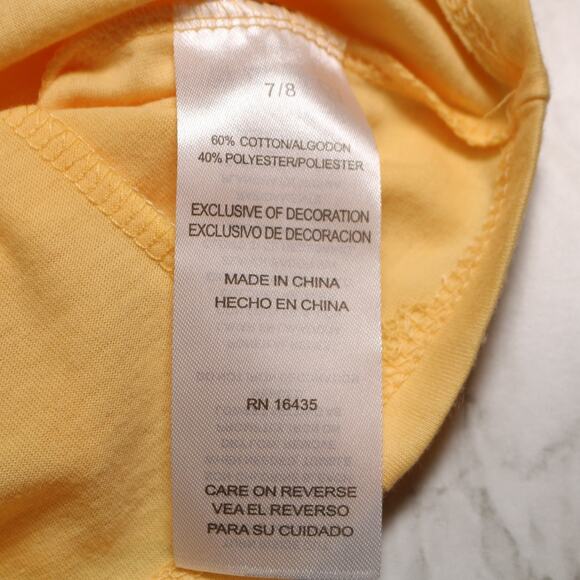 7/8
60% COTTON/ALGODON
40% POLYESTER/POLIESTER
EXCLUSIVE OF DECORATION
EXCLUSIVO DE DECORACION
MADE IN CHINA
HECHO EN CHINA
RN 16435
CARE ON REVERSE
VEA EL REVERSO
PARA SU CUIDADO